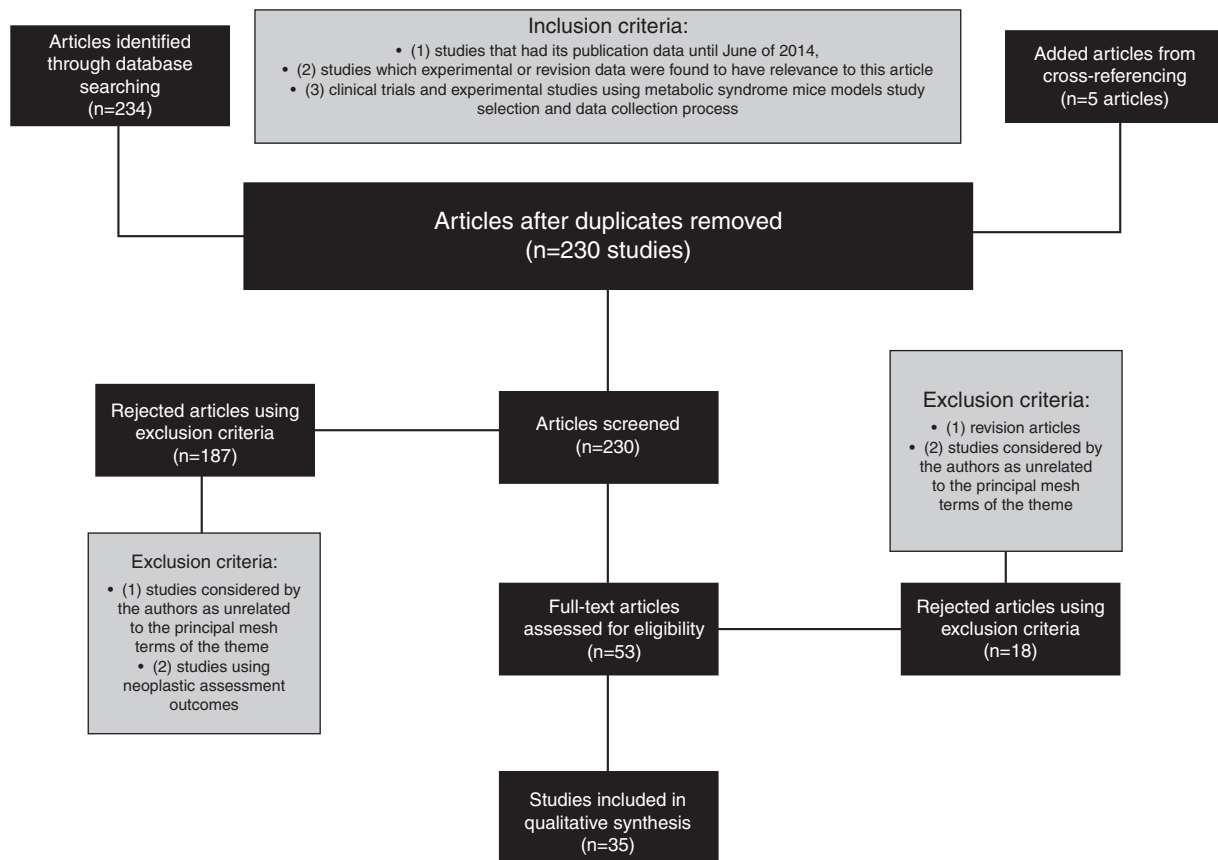 Articles identified
through database
searching
(n=234)
Inclusion criteria:
• (1) studies that had its publication data until June of 2014,
• (2) studies which experimental or revision data were found to have relevance to this article
• (3) clinical trials and experimental studies using metabolic syndrome mice models study
selection and data collection process
Added articles from
cross-referencing
(n=5 articles)
Articles after duplicates removed
(n=230 studies)
Rejected articles using
exclusion criteria
(n=187)
Articles screened
(n=230)
Exclusion criteria:
• (1) revision articles
• (2) studies considered by
the authors as unrelated
to the principal mesh
terms of the theme
Exclusion criteria:
• (1) studies considered by
the authors as unrelated
to the principal mesh
terms of the theme
• (2) studies using
neoplastic assessment
outcomes
Full-text articles
assessed for eligibility
(n=53)
Rejected articles using
exclusion criteria
(n=18)
Studies included in
qualitative synthesis
(n=35)